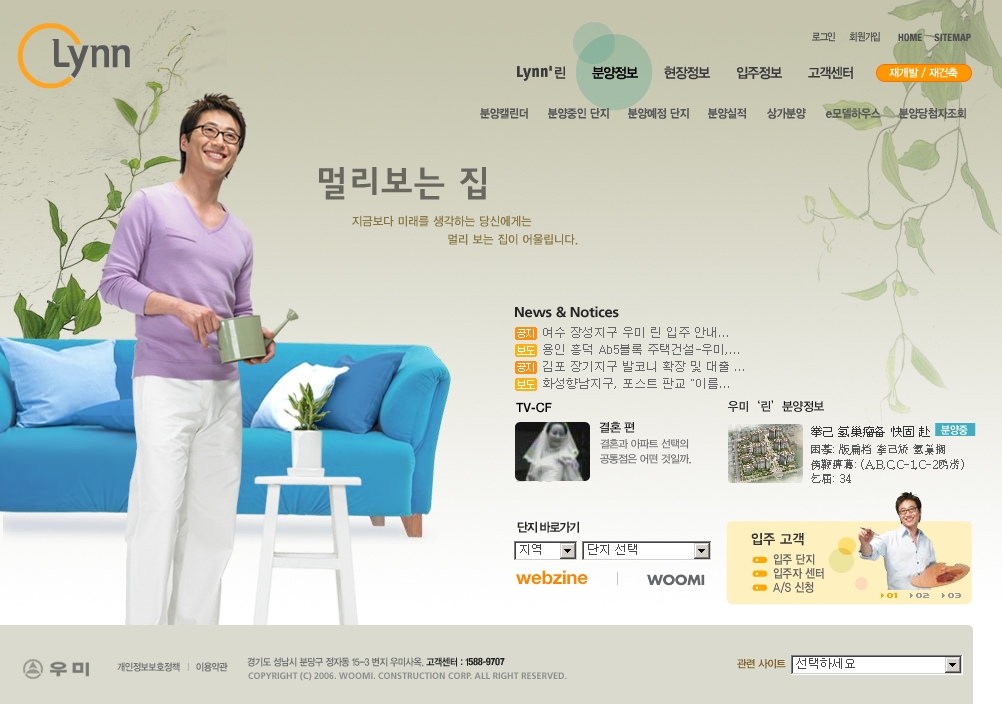 Lynn
로그인 회원가입 HOME SITEMAP
Lynn'린 분양정보 현장정보 입주정보 고객센터 재개발 / 재건축
분양캘린더 분양중인 단지 분양예정 단지 분양실적 상가분양 e모델하우스 분양당첨자조회
멀리보는 집
지금보다 미래를 생각하는 당신에게는
멀리 보는 집이 어울립니다.
News & Notices
공지 여수 장성지구 우미 린 입주 안내...
보도 용인 흥덕 Ab5블록 주택건설-우미,...
공지 김포 장기지구 발코니 확장 및 대출 ...
보도 화성향남지구, 포스트 판교 "이름...
TV-CF
결혼 편
결혼과 아파트 선택의
공통점은 어떤 것일까.
우미 '린' 분양정보
분양중
(A,B,C,C-1,C-2
: 34
단지 바로가기
지역 단지 선택
webzine WOOMI
입주 고객
입주 단지
입주자 센터
A/S 신청
01 02 03
우미 개인정보보호정책 이용약관
경기도 성남시 분당구 정자동 15-3 번지 우미사옥, 고객센터 : 1588-9707
COPYRIGHT (C) 2006. WOOMI. CONSTRUCTION CORP. ALL RIGHT RESERVED.
관련 사이트 선택하세요